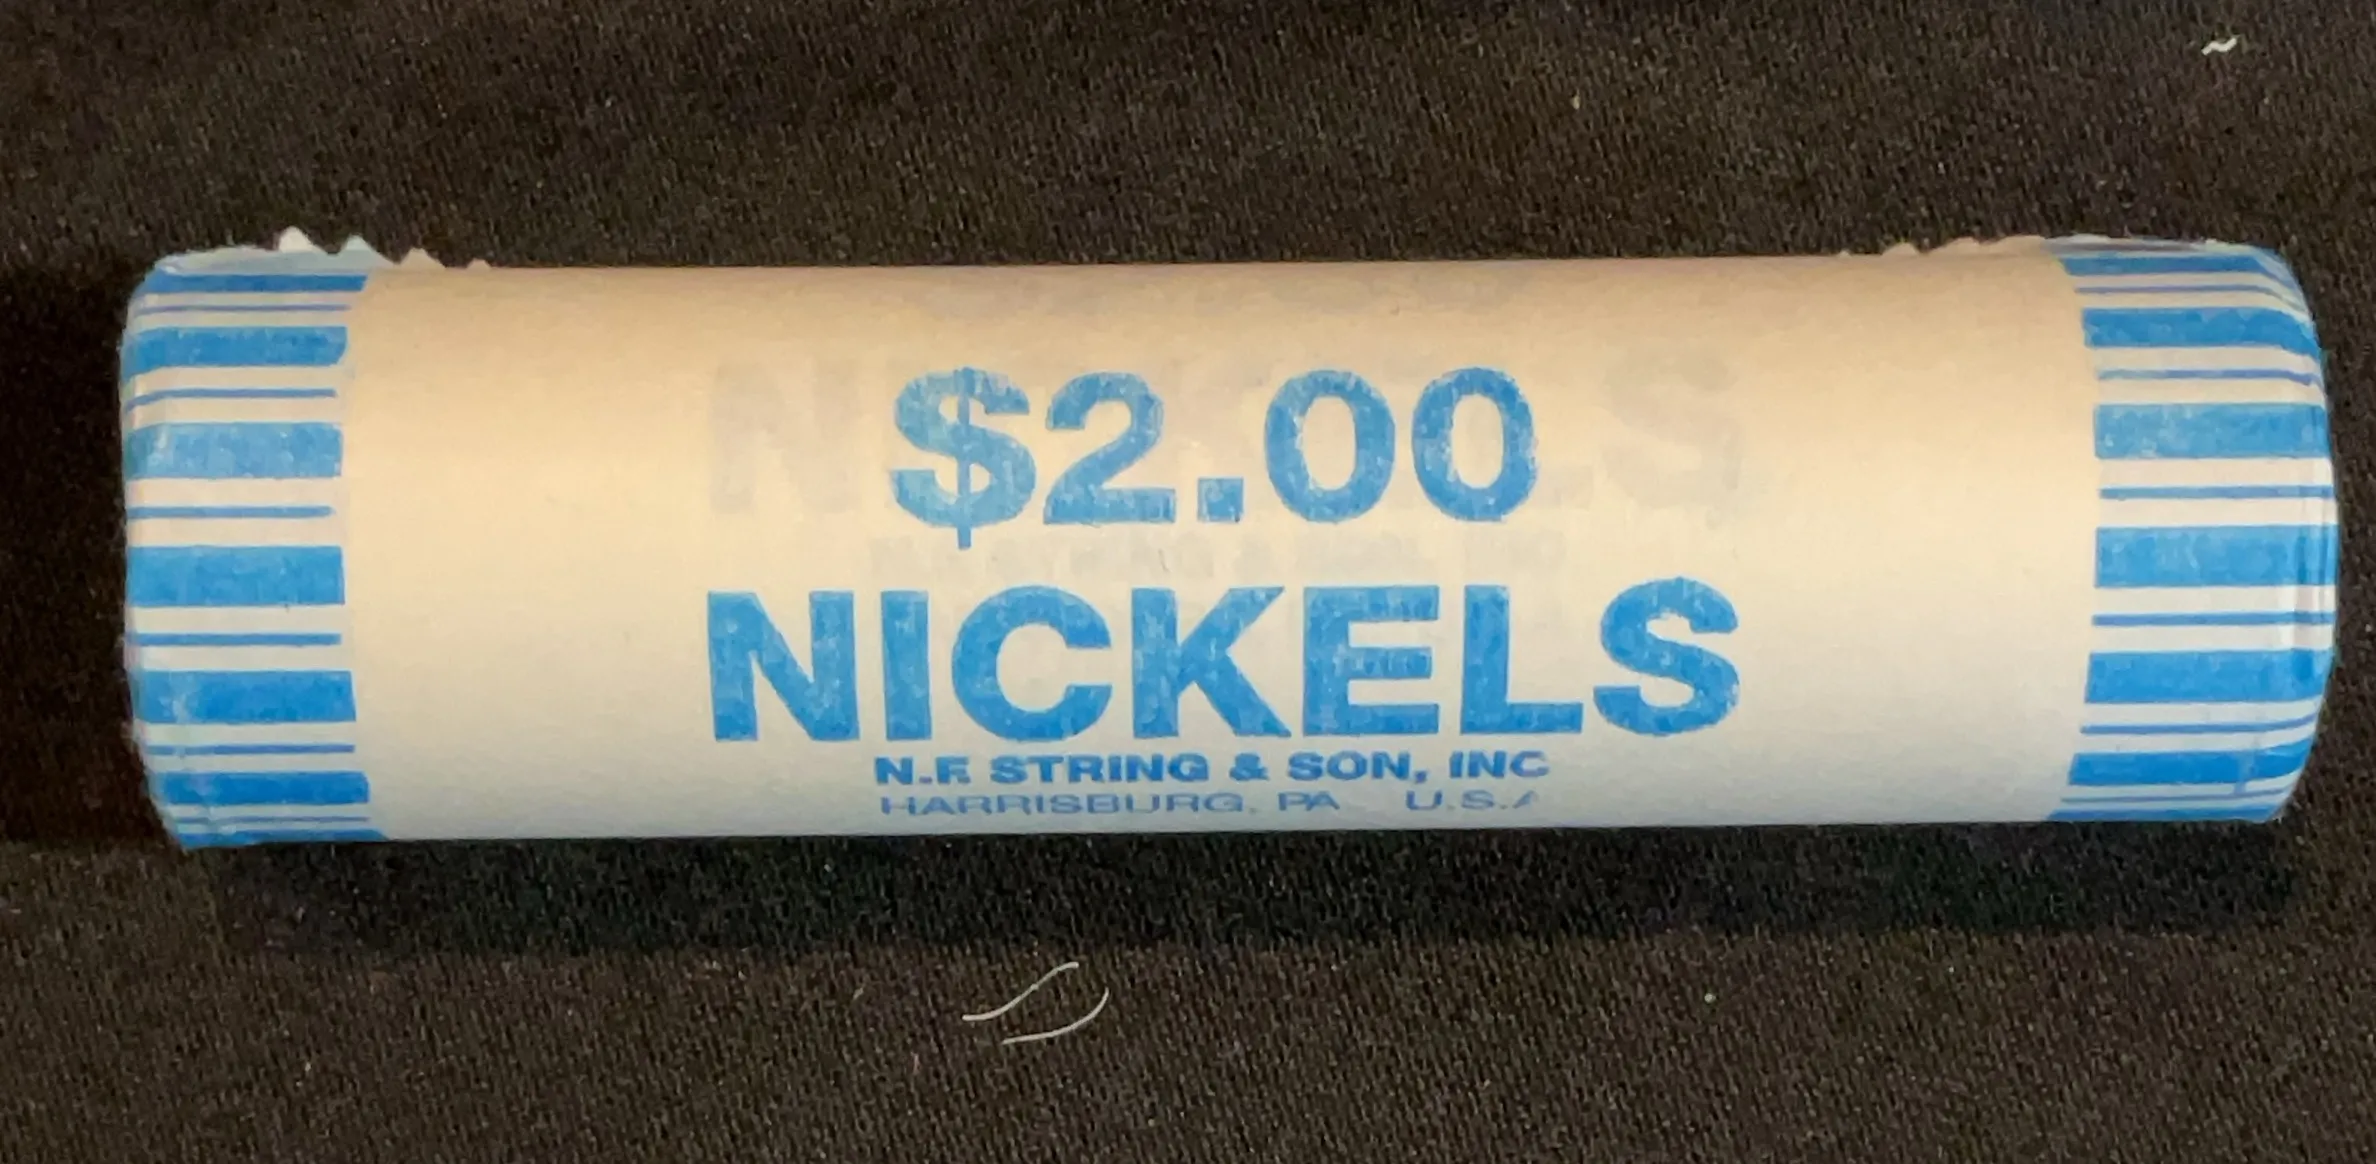 $2.00
NICKELS
N.F. STRING & SON, INC
HARRISBURG, PA U.S.A